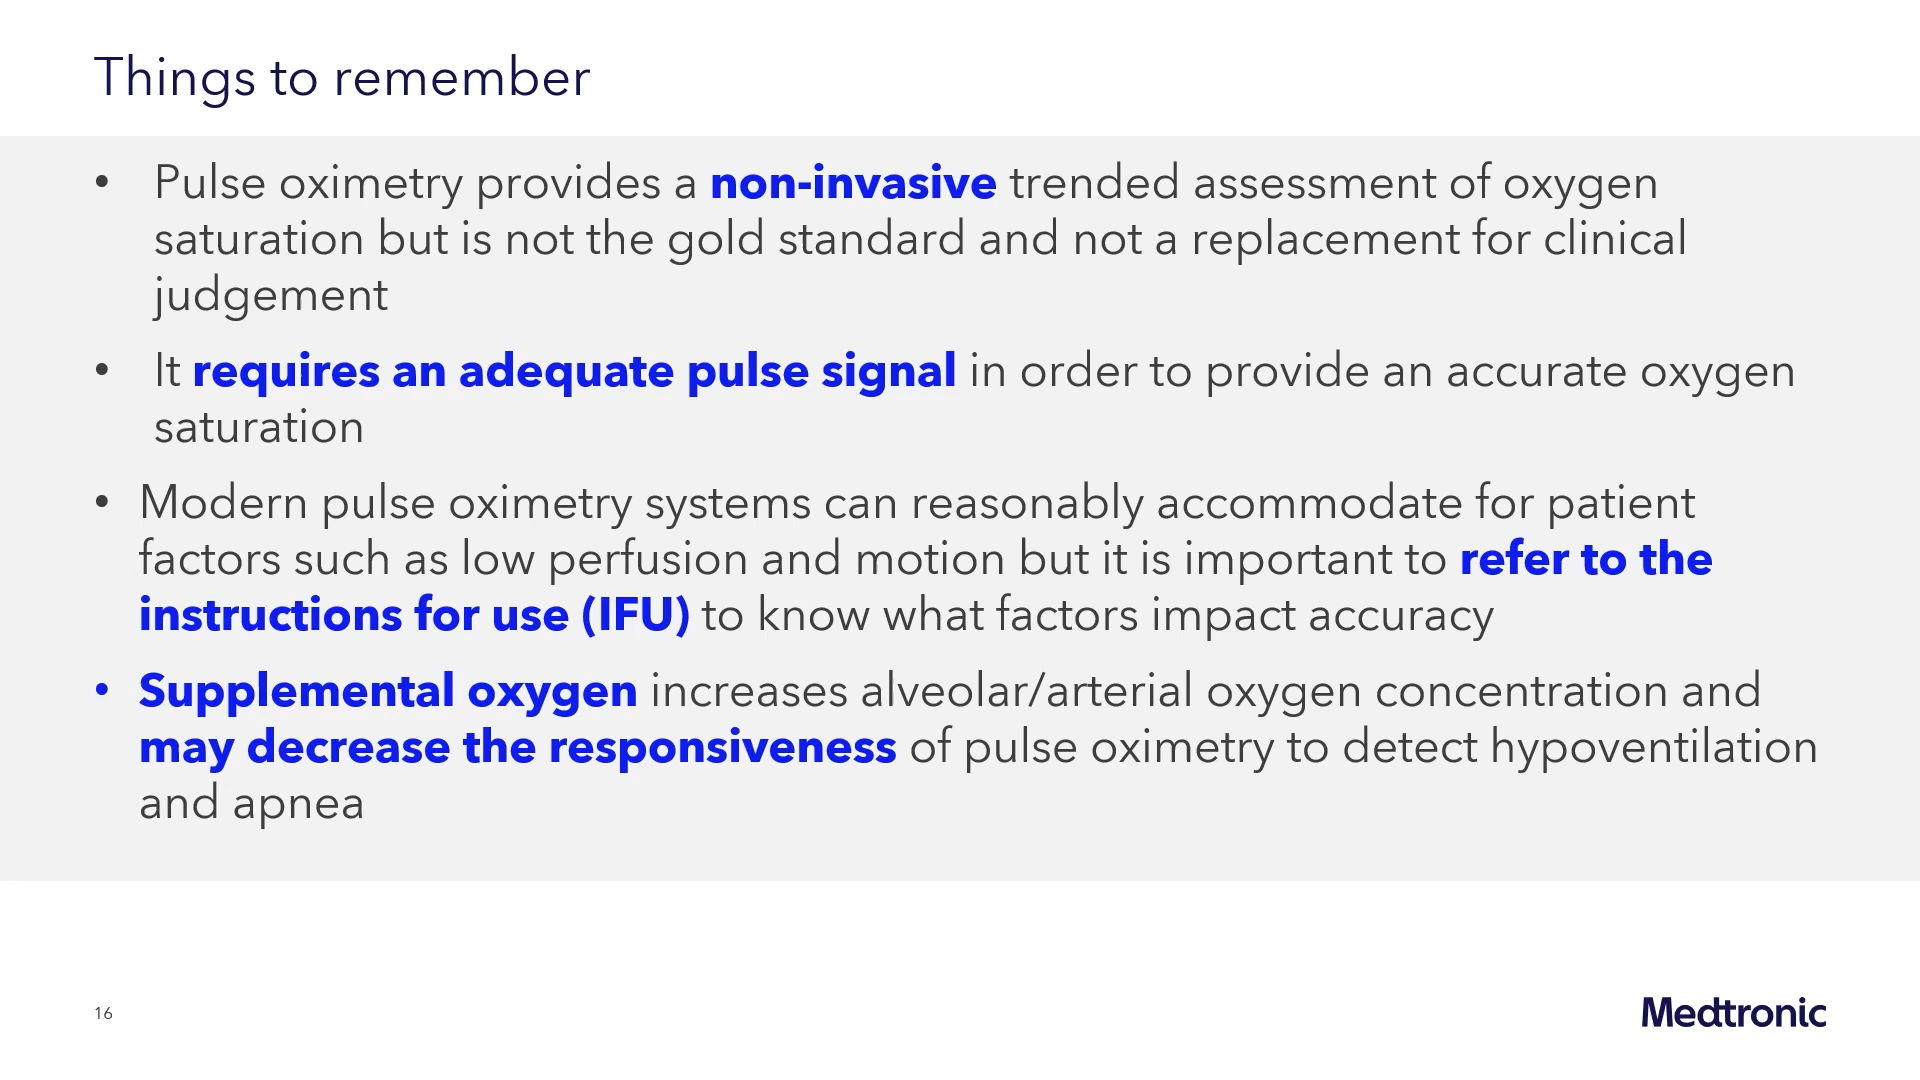 Things to remember
• Pulse oximetry provides a non-invasive trended assessment of oxygen
saturation but is not the gold standard and not a replacement for clinical
judgement
• It requires an adequate pulse signal in order to provide an accurate oxygen
saturation
• Modern pulse oximetry systems can reasonably accommodate for patient
factors such as low perfusion and motion but it is important to refer to the
instructions for use (IFU) to know what factors impact accuracy
• Supplemental oxygen increases alveolar/arterial oxygen concentration and
may decrease the responsiveness of pulse oximetry to detect hypoventilation
and apnea
16
Medtronic